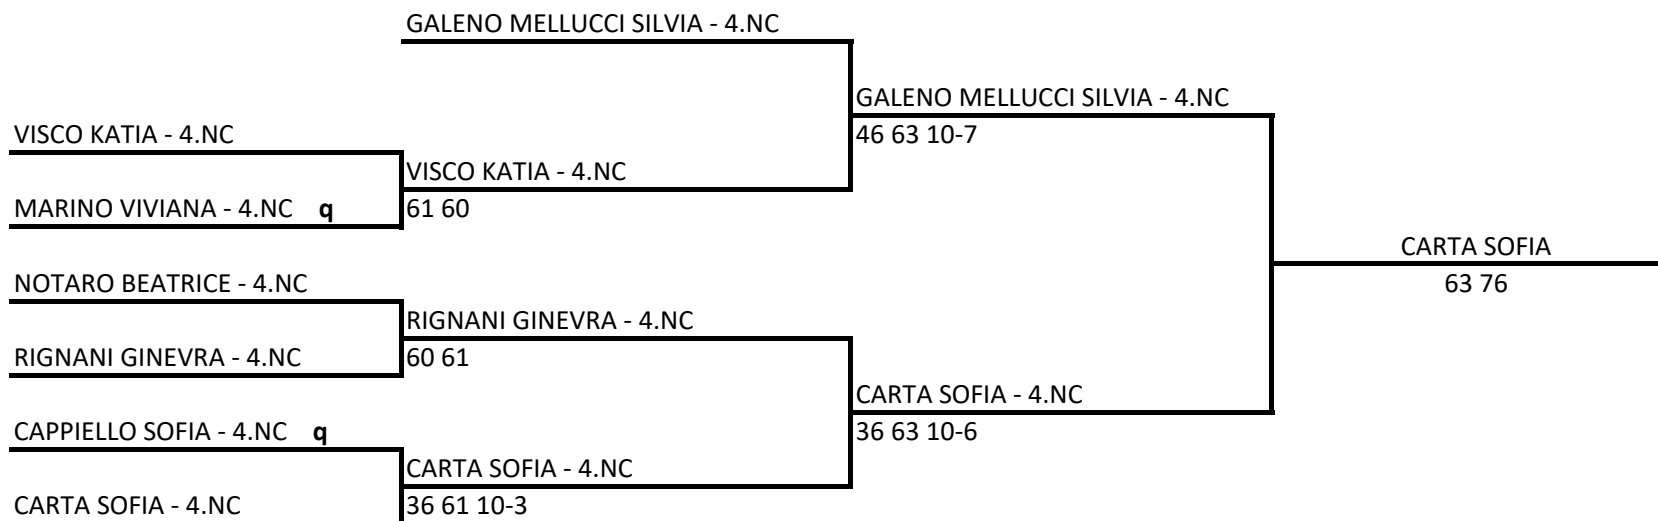 GALENO MELLUCCI SILVIA - 4.NC
GALENO MELLUCCI SILVIA - 4.NC
VISCO KATIA - 4.NC
46 63 10-7
VISCO KATIA - 4.NC
MARINO VIVIANA - 4.NC q
61 60
CARTA SOFIA
NOTARO BEATRICE - 4.NC
63 76
RIGNANI GINEVRA - 4.NC
RIGNANI GINEVRA - 4.NC
60 61
CARTA SOFIA - 4.NC
CAPPIELLO SOFIA - 4.NC q
36 63 10-6
CARTA SOFIA - 4.NC
CARTA SOFIA - 4.NC
36 61 10-3